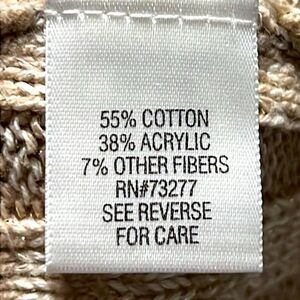 55% COTTON
38% ACRYLIC
7% OTHER FIBERS
RN#73277
SEE REVERSE
FOR CARE